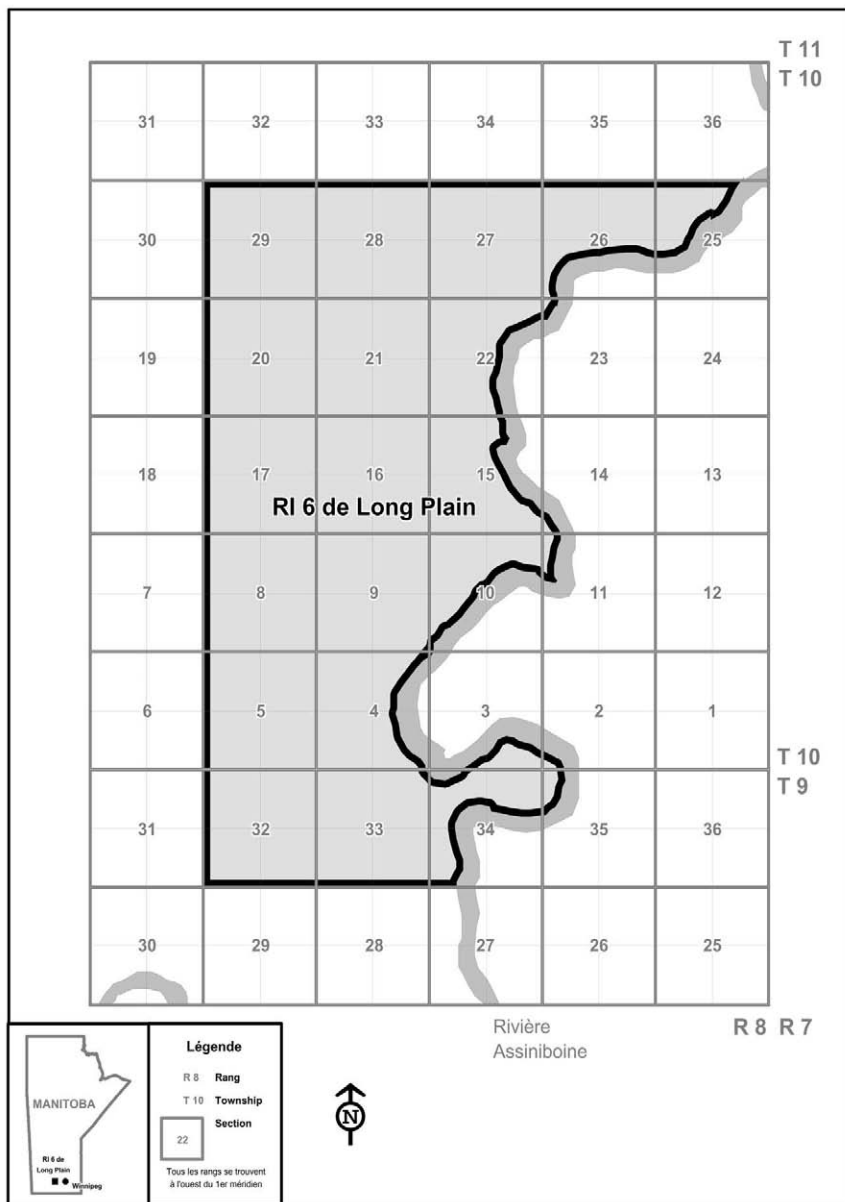 T 11
T 10
31 32 33 34 35 36
30 29 28 27 26 25
19 20 21 22 23 24
18 17 16 15 14 13
RI 6 de Long Plain
7 8 9 10 11 12
6 5 4 3 2 1
T 10
T 9
31 32 33 34 35 36
30 29 28 27 26 25
Rivière
Assiniboine
R 8 R 7
MANITOBA
RI 6 de
Long Plain
Winnipeg
Légende
R 8 Rang
T 10 Township
Section
22
Tous les rangs se trouvent
à l'ouest du 1er méridien
N